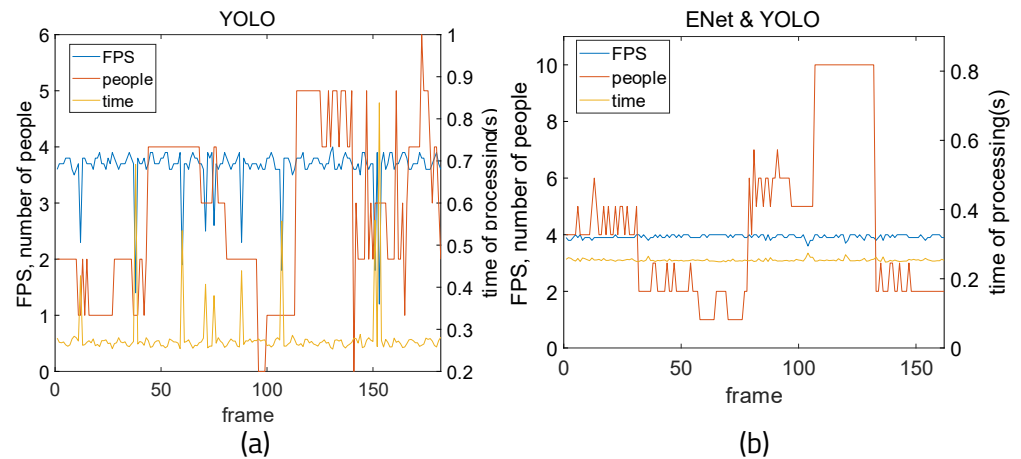 YOLO
FPS
people
time
FPS, number of people
6
5
4
3
2
1
0
1
0.9
0.8
0.7
0.6
0.5
0.4
0.3
0.2
time of processing(s)
0 50 100 150
frame
(a)
ENet & YOLO
FPS
people
time
FPS, number of people
10
8
6
4
2
0
0.8
0.6
0.4
0.2
0
time of processing(s)
0 50 100 150
frame
(b)